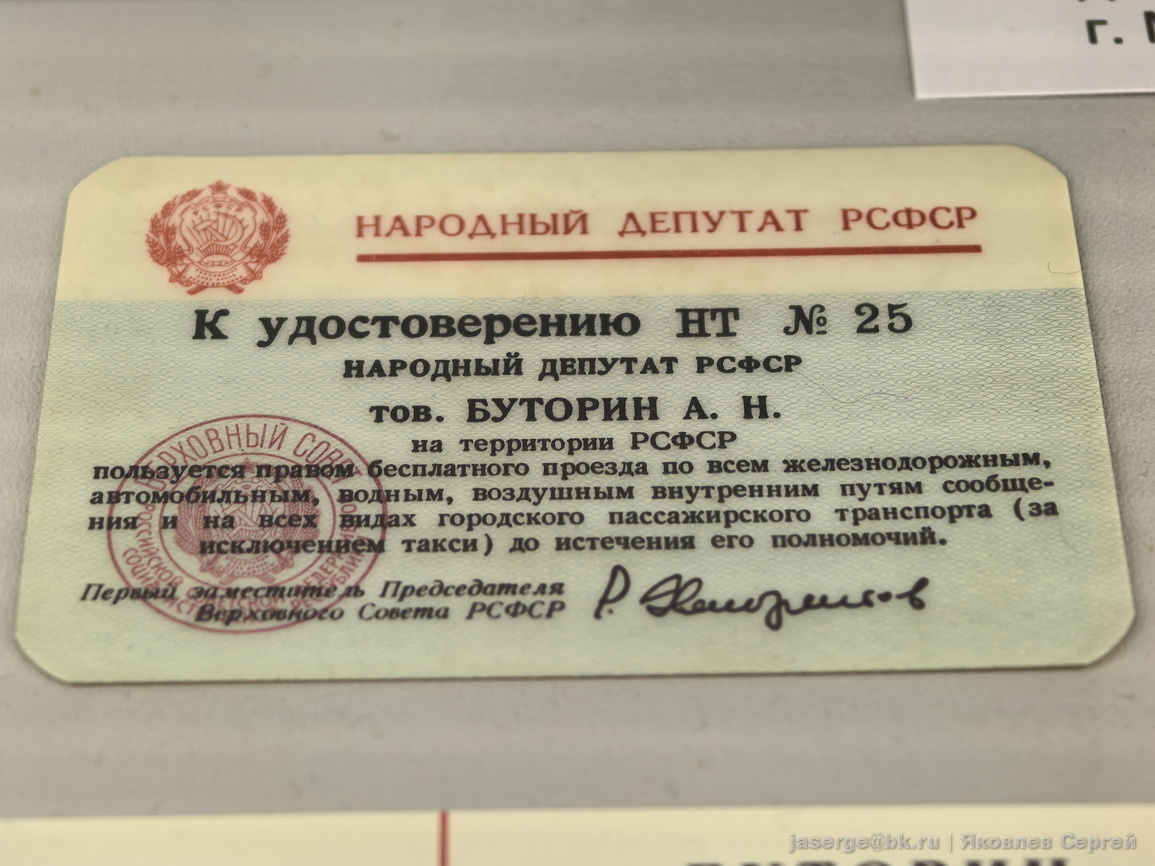 г.
НАРОДНЫЙ ДЕПУТАТ РСФСР
К удостоверению НТ № 25
НАРОДНЫЙ ДЕПУТАТ РСФСР
тов. БУТОРИН А. Н.
на территории РСФСР
пользуется правом бесплатного проезда по всем железнодорожным,
автомобильным, водным, воздушным внутренним путям сообще-
ния и на всех видах городского пассажирского транспорта (за
исключением такси) до истечения его полномочий.
Первый заместитель Председателя
Верховного Совета РСФСР
jaserge@bk.ru | Яковлев Сергей